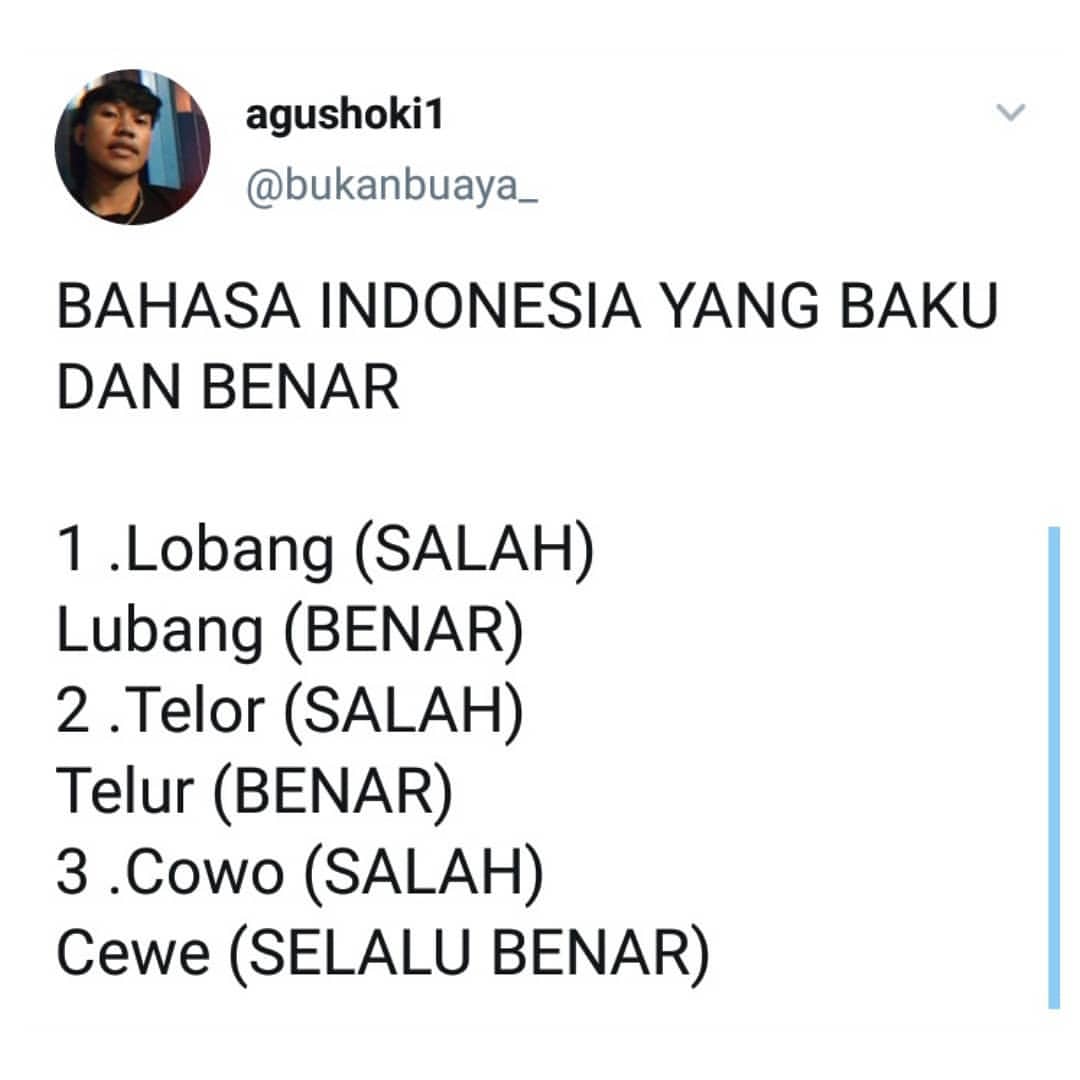 agushoki1
@bukanbuaya_
BAHASA INDONESIA YANG BAKU
DAN BENAR
1 .Lobang (SALAH)
Lubang (BENAR)
2 .Telor (SALAH)
Telur (BENAR)
3 .Cowo (SALAH)
Cewe (SELALU BENAR)